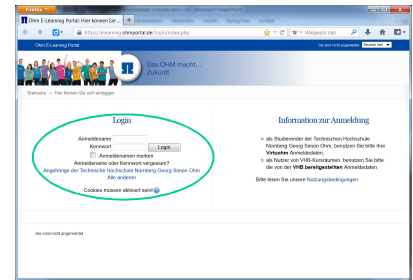 Firefox
Ohm E-Learning Portal: Hier können Sie ...
https://elearning.ohmportal.de/login/index.php
Wikipedia (de)
Ohm E-Learning Portal
Sie sind nicht angemeldet.
Deutsch (de)
Das OHM macht...
Zukunft
Startseite » Hier können Sie sich einloggen
Login
Anmeldename
Kennwort
Login
Anmeldenamen merken
Anmeldename oder Kennwort vergessen?
Angehörige der Technische Hochschule Nürnberg Georg Simon Ohm
Alle anderen
Cookies müssen aktiviert sein!
Information zur Anmeldung
als Studierender der Technischen Hochschule
Nürnberg Georg Simon Ohm, benutzen Sie bitte Ihre
Virtuohm Anmeldedaten,
als Nutzer von VHB-Kursräumen, benutzen Sie bitte
die von der VHB bereitgestellten Anmeldedaten.
Bitte lesen Sie unsere Nutzungsbedingungen.
Sie sind nicht angemeldet.